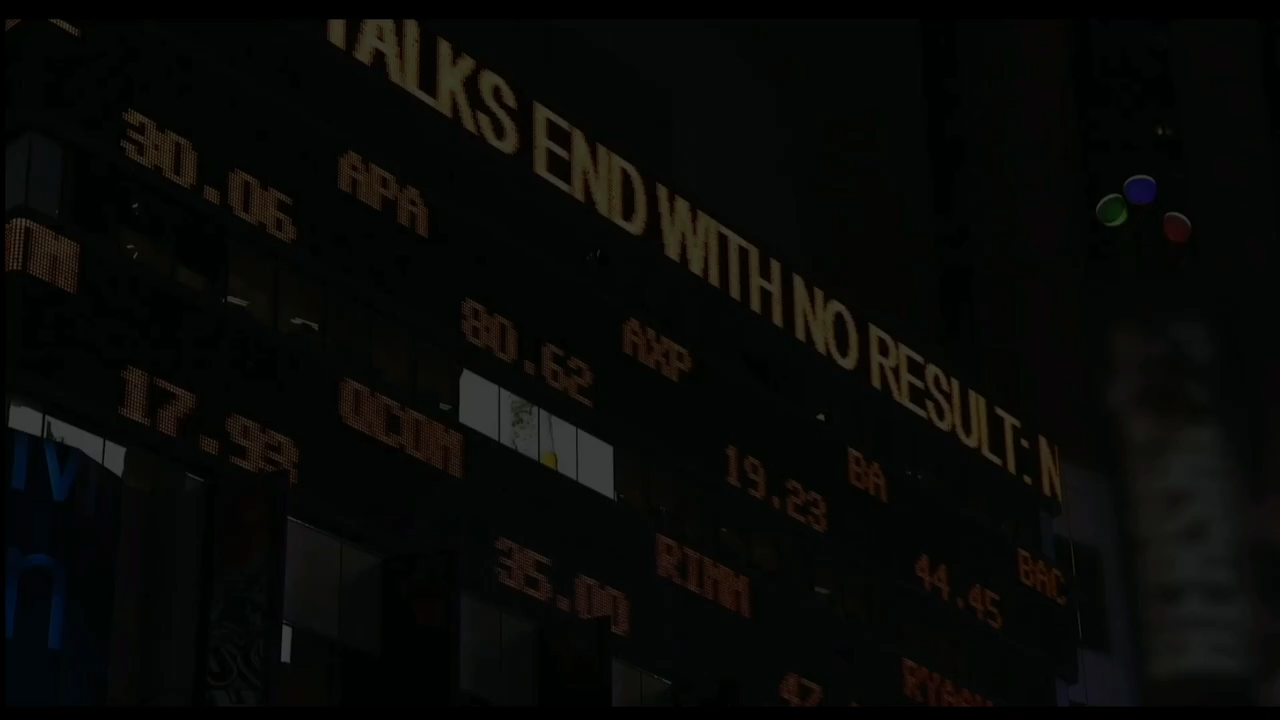 TALKS END WITH NO RESULT: N
30.06 APA
80.62 AXP
19.23 BA
44.45 BAC
17.93 QCOM
35.00 RIMM
47